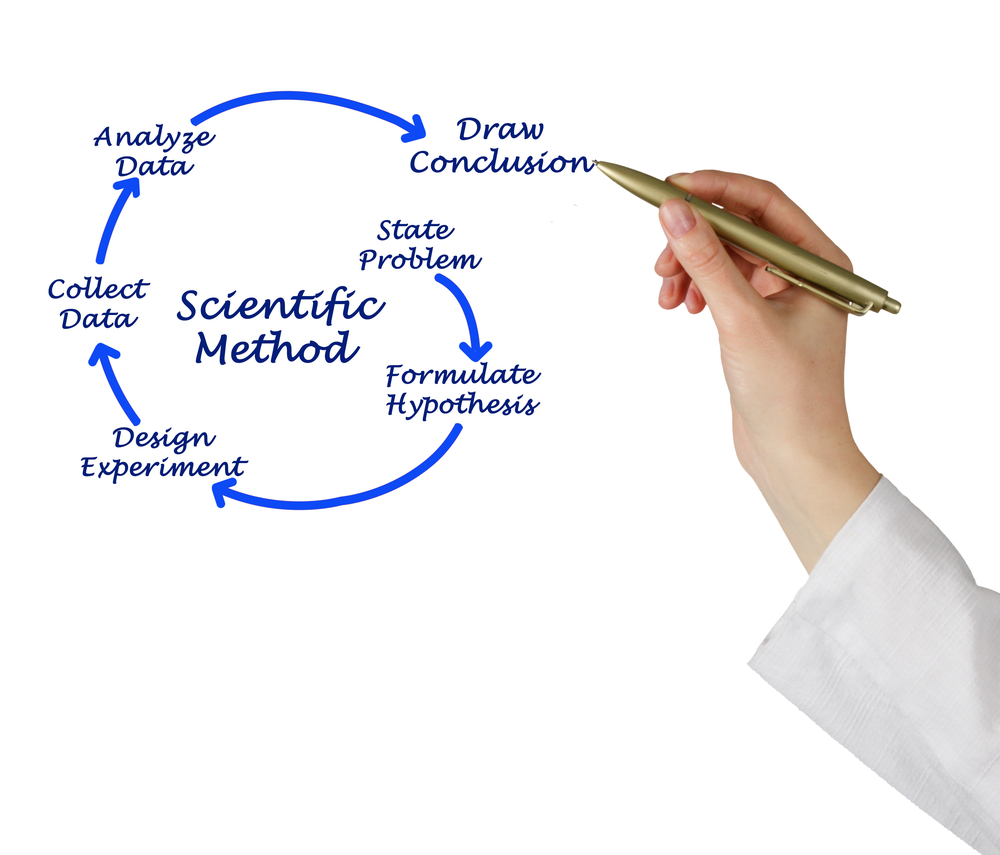 Analyze
Data
Draw
Conclusion
State
Problem
Collect
Data
Scientific
Method
Formulate
Hypothesis
Design
Experiment